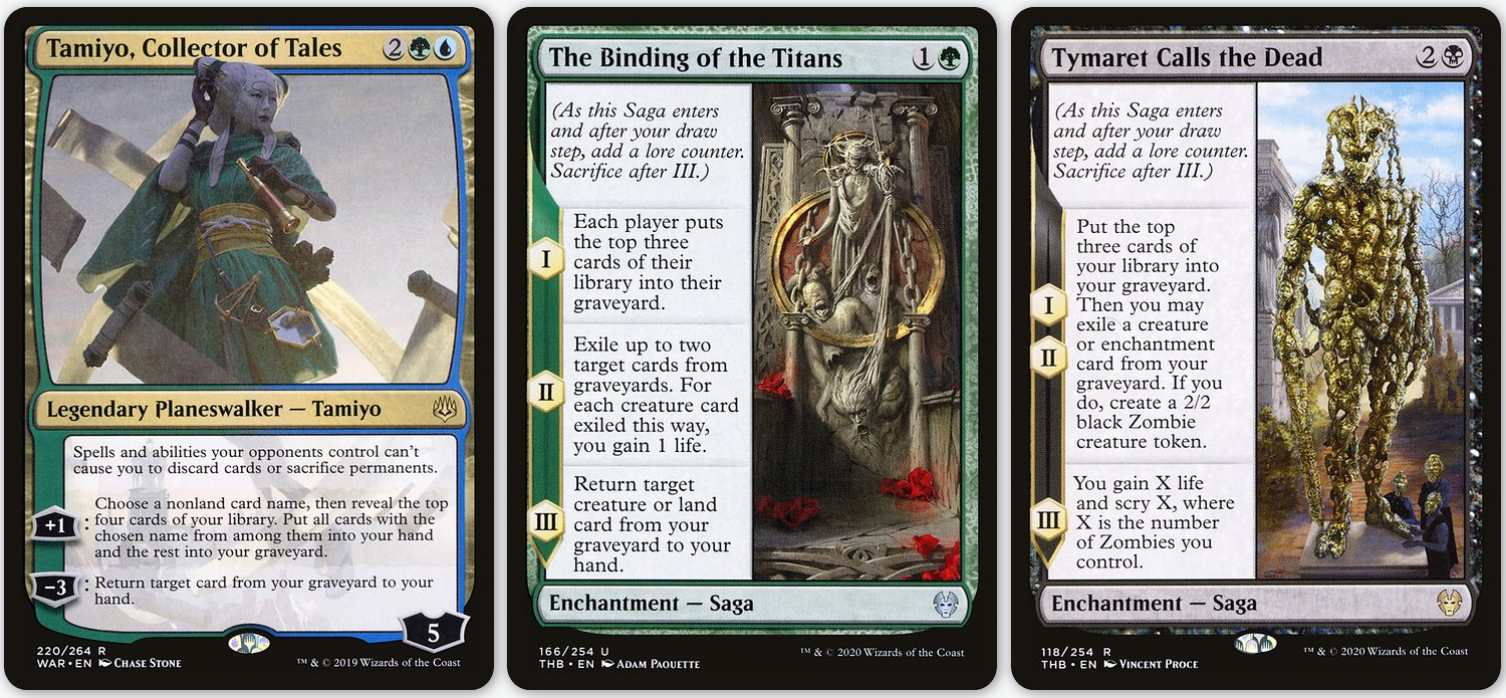 Tamiyo, Collector of Tales 2
Legendary Planeswalker — Tamiyo
Spells and abilities your opponents control can't
cause you to discard cards or sacrifice permanents.
+1 : Choose a nonland card name, then reveal the top
four cards of your library. Put all cards with the
chosen name from among them into your hand
and the rest into your graveyard.
−3 : Return target card from your graveyard to your
hand.
5
220/264 R
WAR • EN CHASE STONE
™ & © 2019 Wizards of the Coast
The Binding of the Titans 1
(As this Saga enters
and after your draw
step, add a lore counter.
Sacrifice after III.)
I
Each player puts
the top three
cards of their
library into their
graveyard.
II
Exile up to two
target cards from
graveyards. For
each creature card
exiled this way,
you gain 1 life.
III
Return target
creature or land
card from your
graveyard to your
hand.
Enchantment — Saga
166/254 U
THB • EN ADAM PAQUETTE
™ & © 2020 Wizards of the Coast
Tymaret Calls the Dead 2
(As this Saga enters
and after your draw
step, add a lore counter.
Sacrifice after III.)
I
II
Put the top
three cards of
your library into
your graveyard.
Then you may
exile a creature
or enchantment
card from your
graveyard. If you
do, create a 2/2
black Zombie
creature token.
III
You gain X life
and scry X, where
X is the number
of Zombies you
control.
Enchantment — Saga
118/254 R
THB • EN VINCENT PROCE
™ & © 2020 Wizards of the Coast